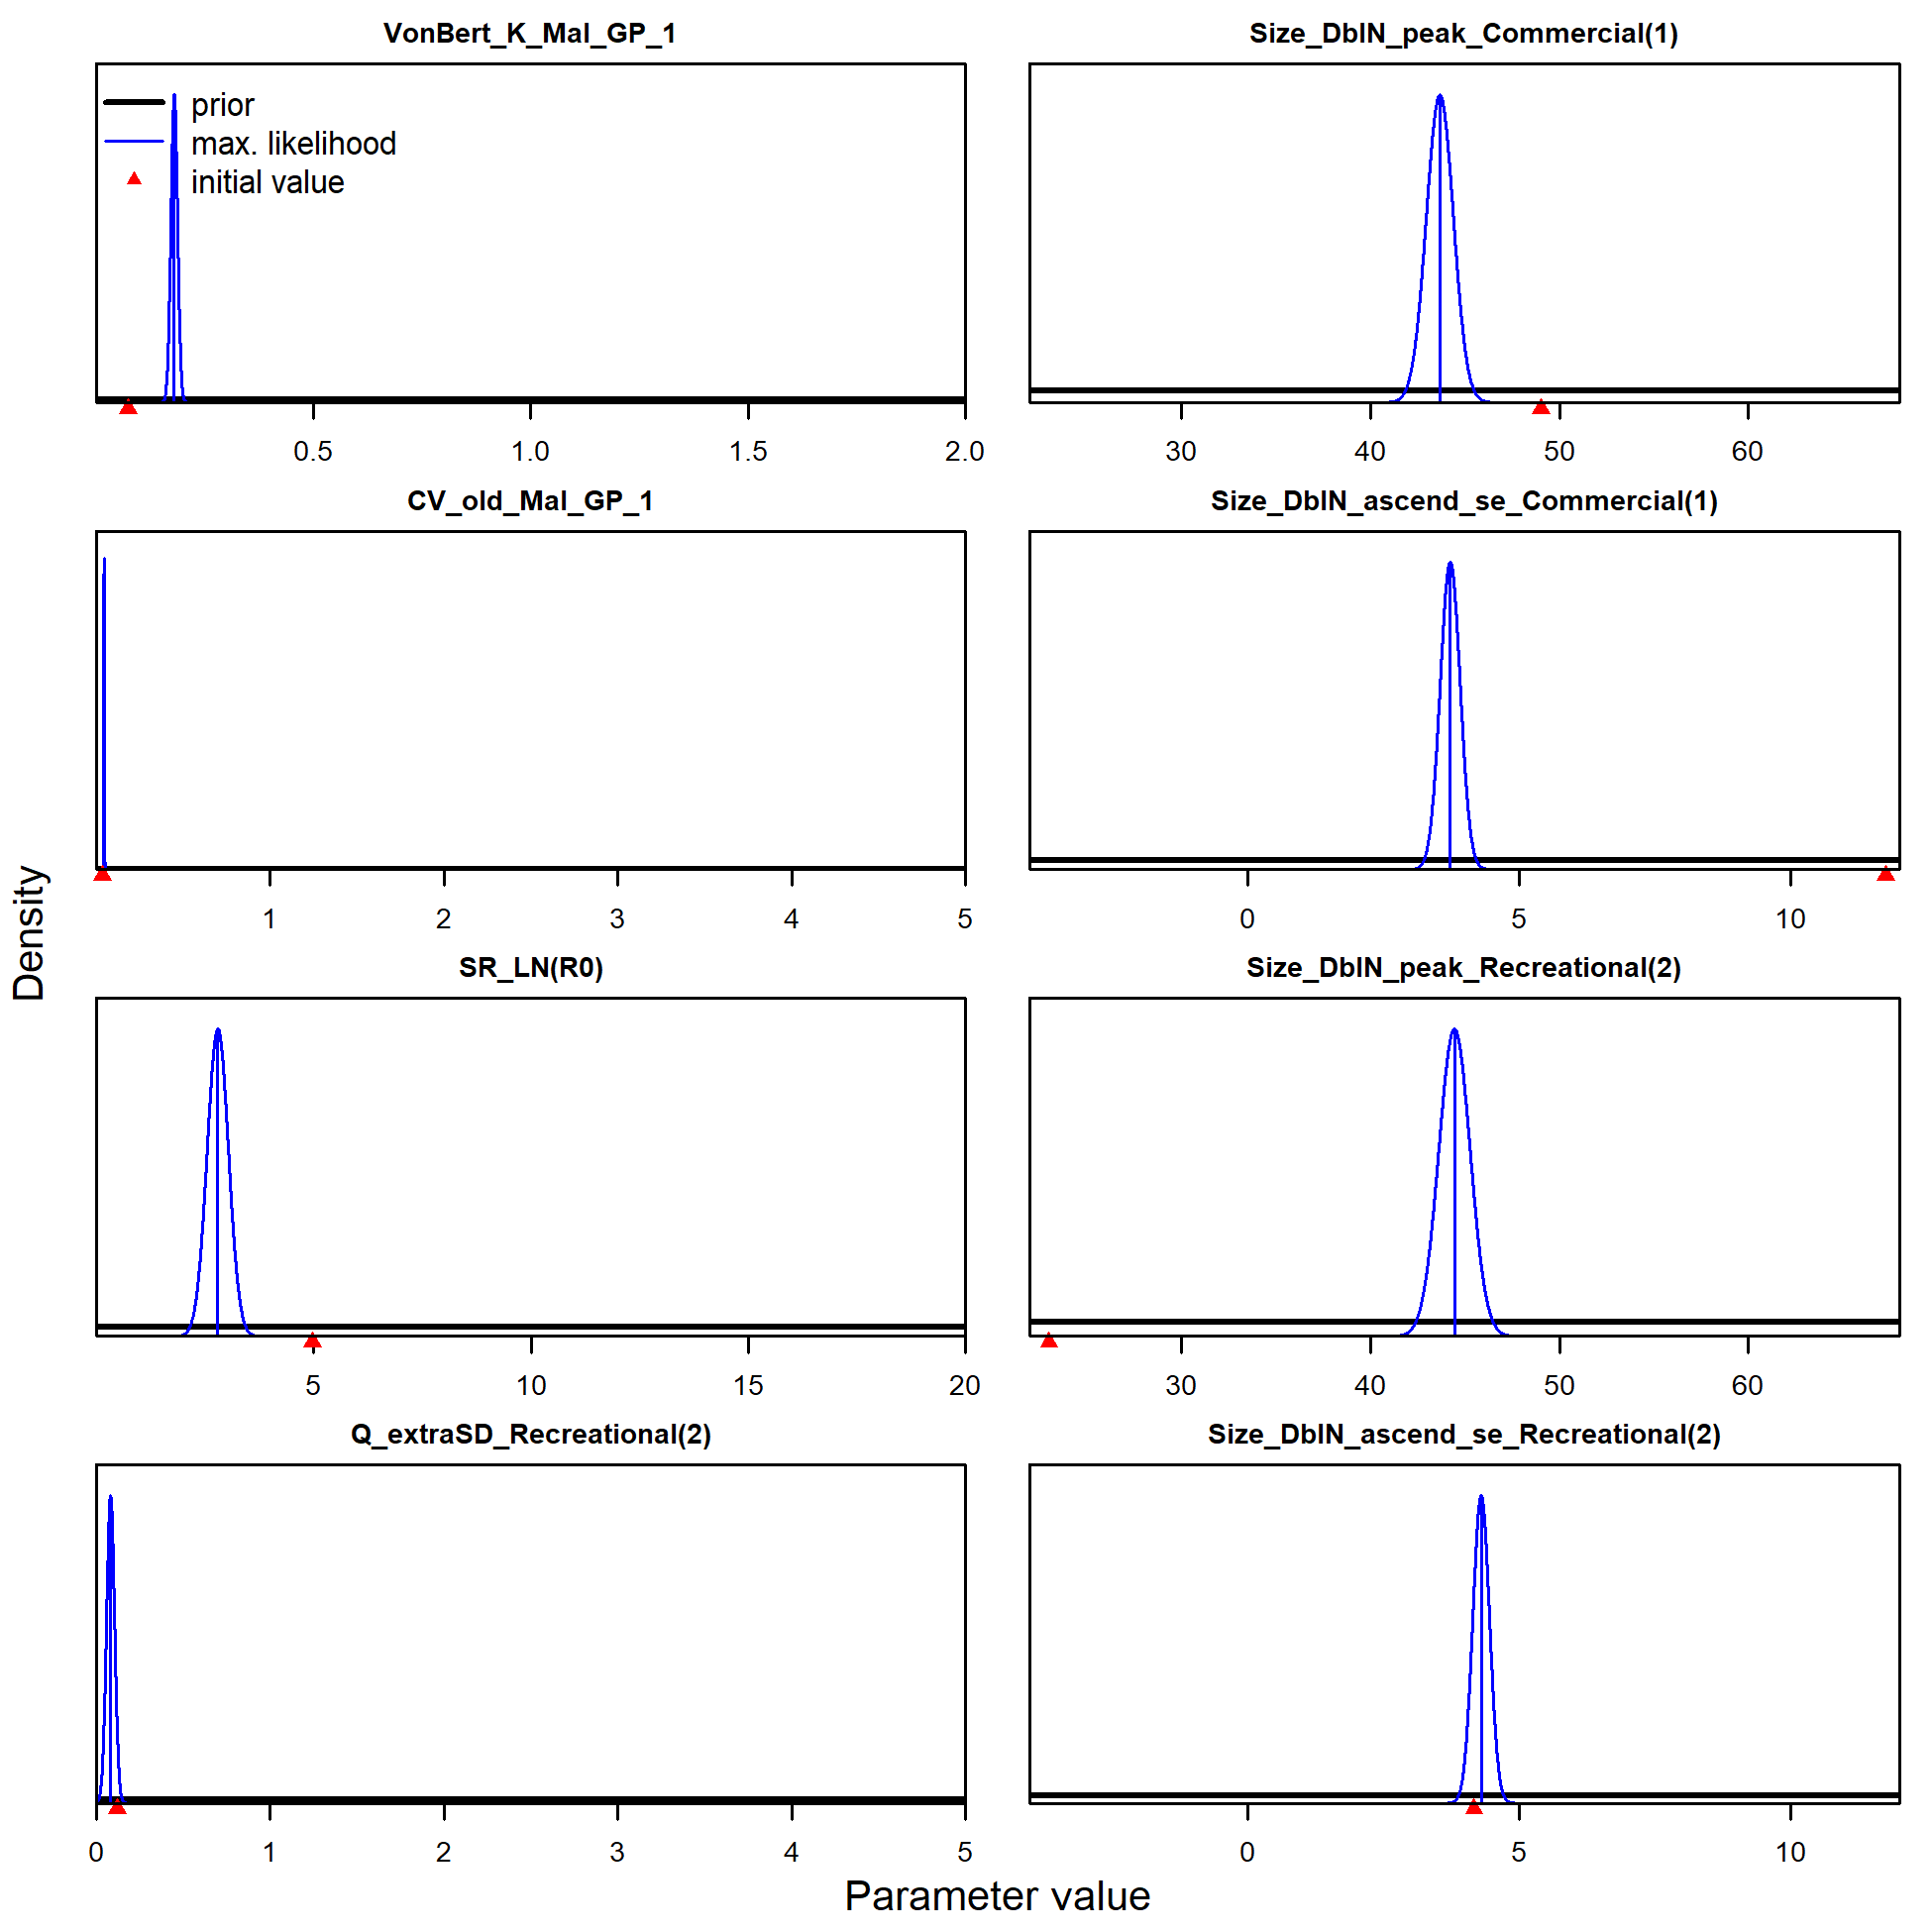 VonBert_K_Mal_GP_1
prior
max. likelihood
initial value
0.5 1.0 1.5 2.0
Size_DblN_peak_Commercial(1)
30 40 50 60
CV_old_Mal_GP_1
1 2 3 4 5
Size_DblN_ascend_se_Commercial(1)
0 5 10
SR_LN(R0)
5 10 15 20
Size_DblN_peak_Recreational(2)
30 40 50 60
Q_extraSD_Recreational(2)
0 1 2 3 4 5
Size_DblN_ascend_se_Recreational(2)
0 5 10
Density
Parameter value